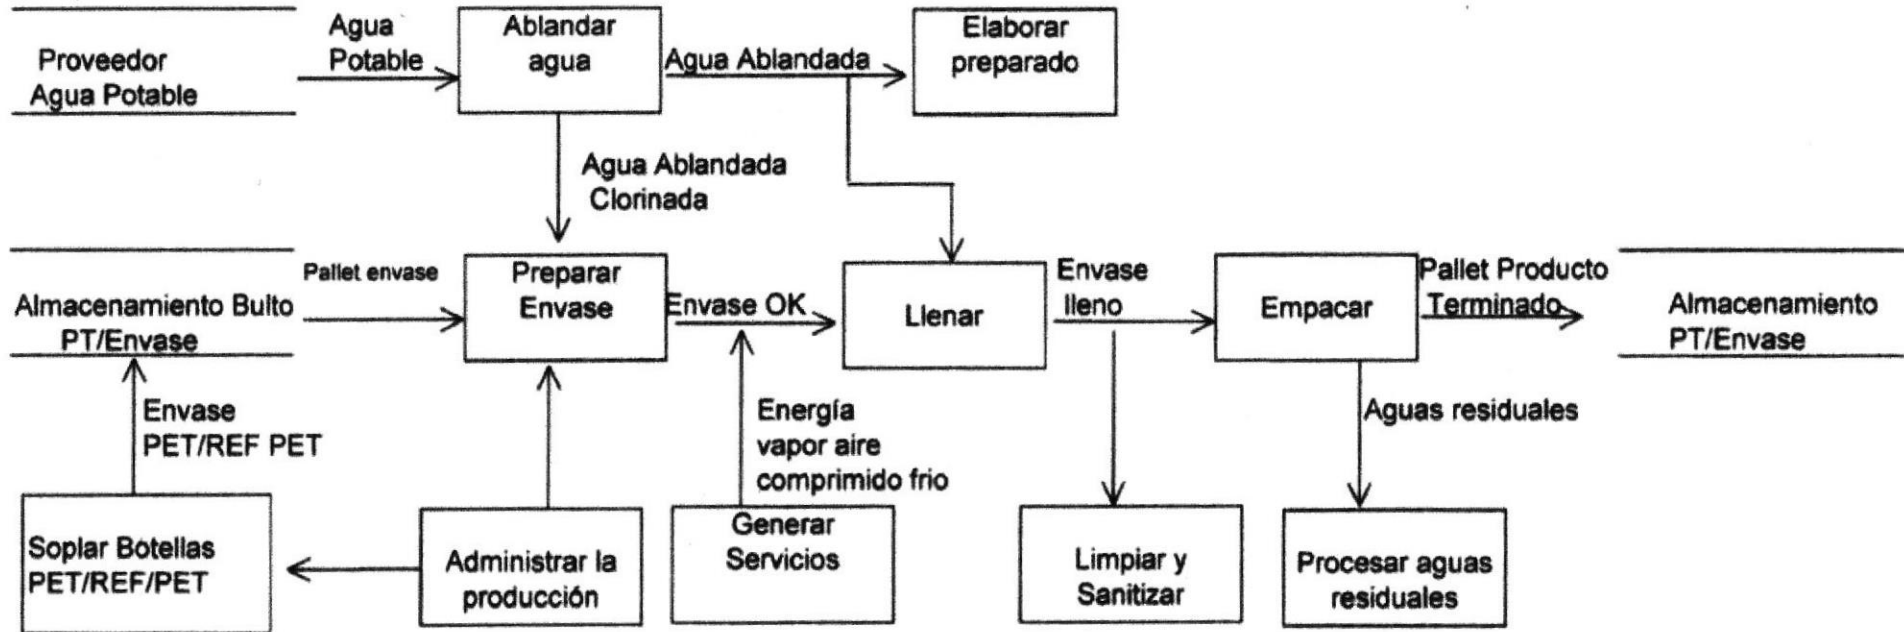 Proveedor
Agua Potable
Agua
Potable
Ablandar
agua
Agua Ablandada
Elaborar
preparado
Agua Ablandada
Clorinada
Almacenamiento Bulto
PT/Envase
Pallet envase
Preparar
Envase
Envase OK
Llenar
Envase
lleno
Empacar
Pallet Producto
Terminado
Almacenamiento
PT/Envase
Envase
PET/REF PET
Energía
vapor aire
comprimido frio
Aguas residuales
Soplar Botellas
PET/REF/PET
Administrar la
producción
Generar
Servicios
Limpiar y
Sanitizar
Procesar aguas
residuales